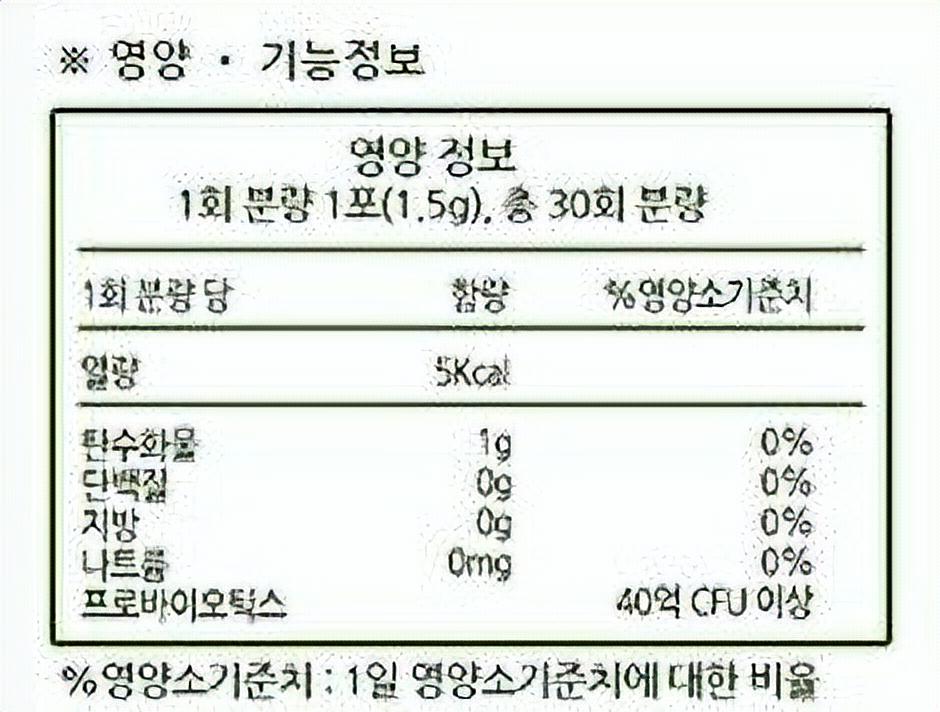 ※ 영양 · 기능정보
영양 정보
1회 분량 1포(1.5g), 총 30회 분량
1회 분량 당 함량 %영양소기준치
열량 5Kcal
탄수화물 1g 0%
단백질 0g 0%
지방 0g 0%
나트륨 0mg 0%
프로바이오틱스 40억 CFU 이상
%영양소기준치 : 1일 영양소기준치에 대한 비율